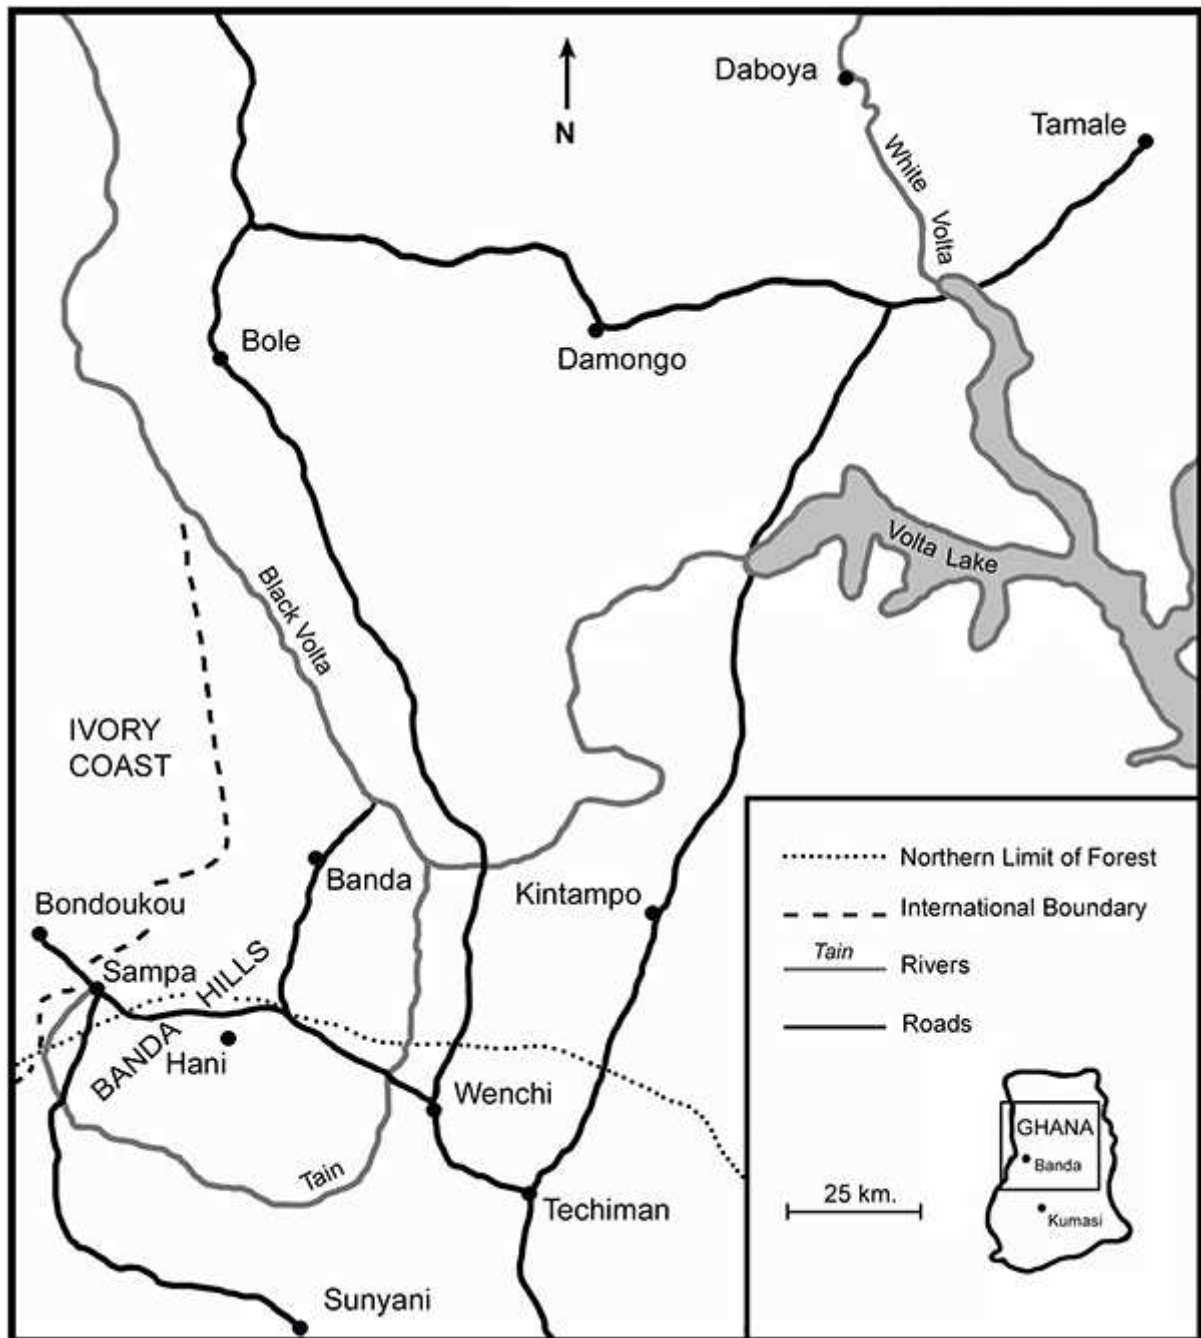 Daboya
Tamale
N
White
Volta
Bole
Damongo
Volta Lake
Black Volta
IVORY
COAST
Banda
Kintampo
Bondoukou
Sampa
BANDA HILLS
Hani
Wenchi
Tain
Techiman
Sunyani
Northern Limit of Forest
International Boundary
Tain
Rivers
Roads
GHANA
Banda
25 km.
Kumasi